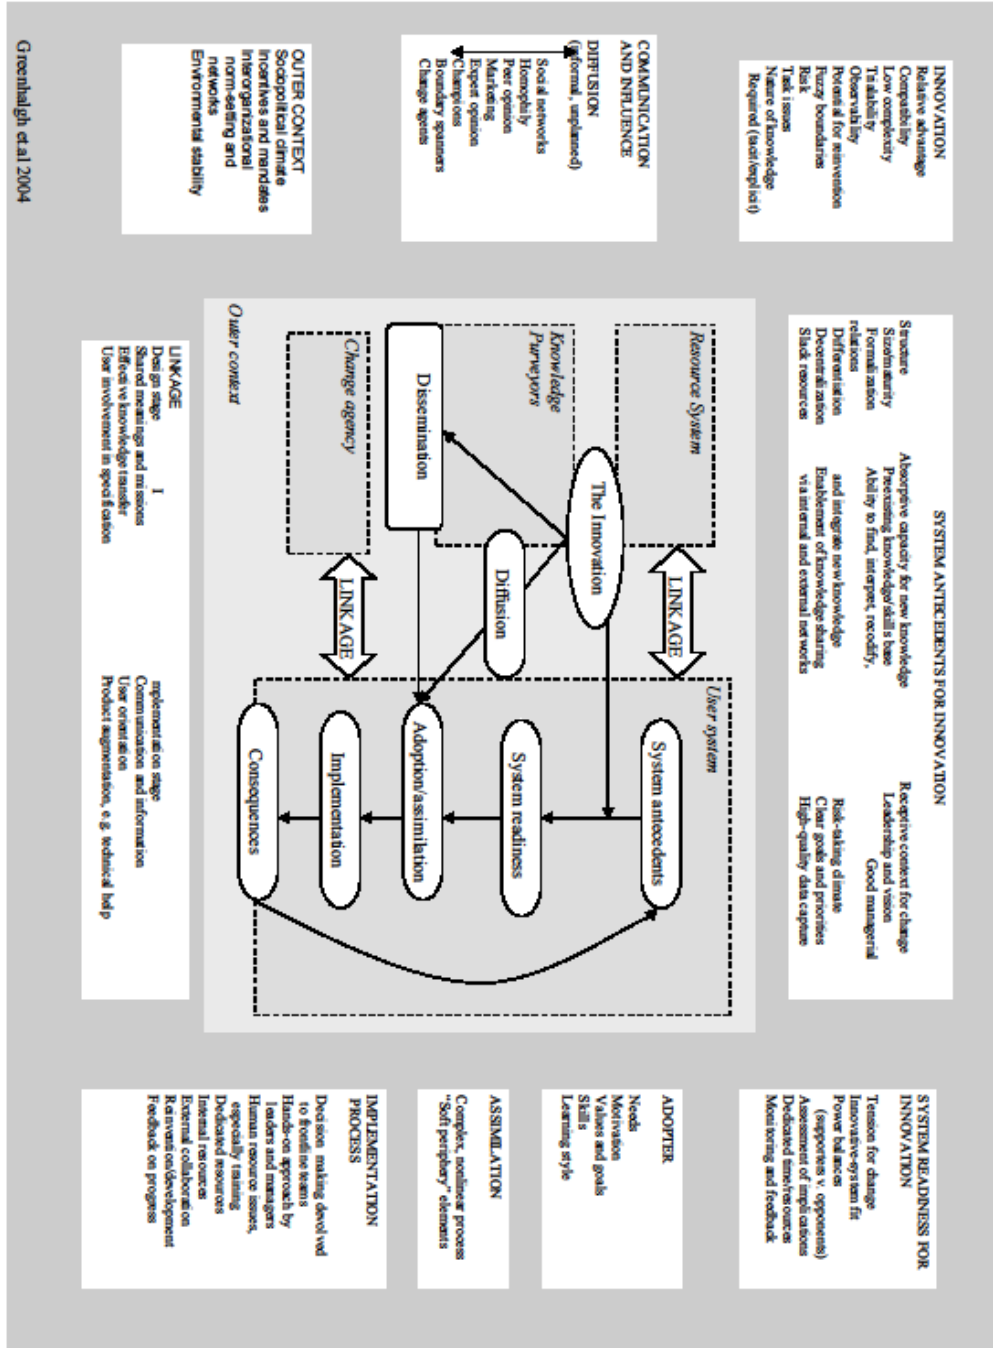 INNOVATION
Relative advantage
Compatibility
Low complexity
Trialability
Observability
Potential for reinvention
Fuzzy boundaries
Risk
Task issues
Nature of knowledge
Required (tacit/explicit)
COMMUNICATION
AND INFLUENCE
DIFFUSION
(informal, unplanned)
Social networks
Homophily
Peer opinion
Marketing
Expert opinion
Champions
Boundary spanners
Change agents
OUTER CONTEXT
Sociopolitical climate
Incentives and mandates
Interorganizational
norm-setting and
networks
Environmental stability
SYSTEM ANTECEDENTS FOR INNOVATION
Structure
Size/maturity
Formalization
relations
Differentiation
Decentralization
Slack resources
Absorptive capacity for new knowledge
Preexisting knowledge/skills base
Ability to find, interpret, recodify,
and integrate new knowledge
Enablement of knowledge sharing
via internal and external networks
Receptive context for change
Leadership and vision
Good managerial
Risk-taking climate
Clear goals and priorities
High-quality data capture
Resource System
Knowledge
Purveyors
Change agency
Outer context
User system
The Innovation
Dissemination
Diffusion
LINKAGE
LINKAGE
System antecedents
System readiness
Adoption/assimilation
Implementation
Consequences
LINKAGE
Design stage I
Shared meanings and missions
Effective knowledge transfer
User involvement in specification
mplementation stage
Communication and information
User orientation
Product augmentation, e.g. technical help
SYSTEM READINESS FOR
INNOVATION
Tension for change
Innovative-system fit
Power balances
(supporters v. opponents)
Assessment of implications
Dedicated time/resources
Monitoring and feedback
ADOPTER
Needs
Motivation
Values and goals
Skills
Learning style
ASSIMILATION
Complex, nonlinear process
“Soft periphery” elements
IMPLEMENTATION
PROCESS
Decision making devolved
to frontline teams
Hands-on approach by
leaders and managers
Human resource issues,
especially training
Dedicated resources
Internal resources
External collaboration
Reinvention/development
Feedback on progress
Greenhalgh et.al 2004